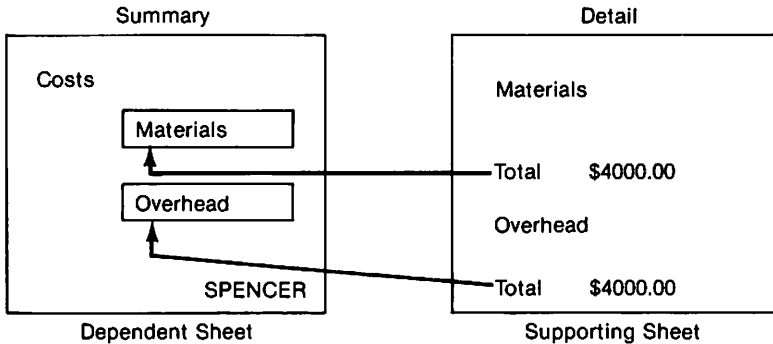 Summary
Costs
Materials
Overhead
SPENCER
Dependent Sheet
Detail
Materials
Total $4000.00
Overhead
Total $4000.00
Supporting Sheet